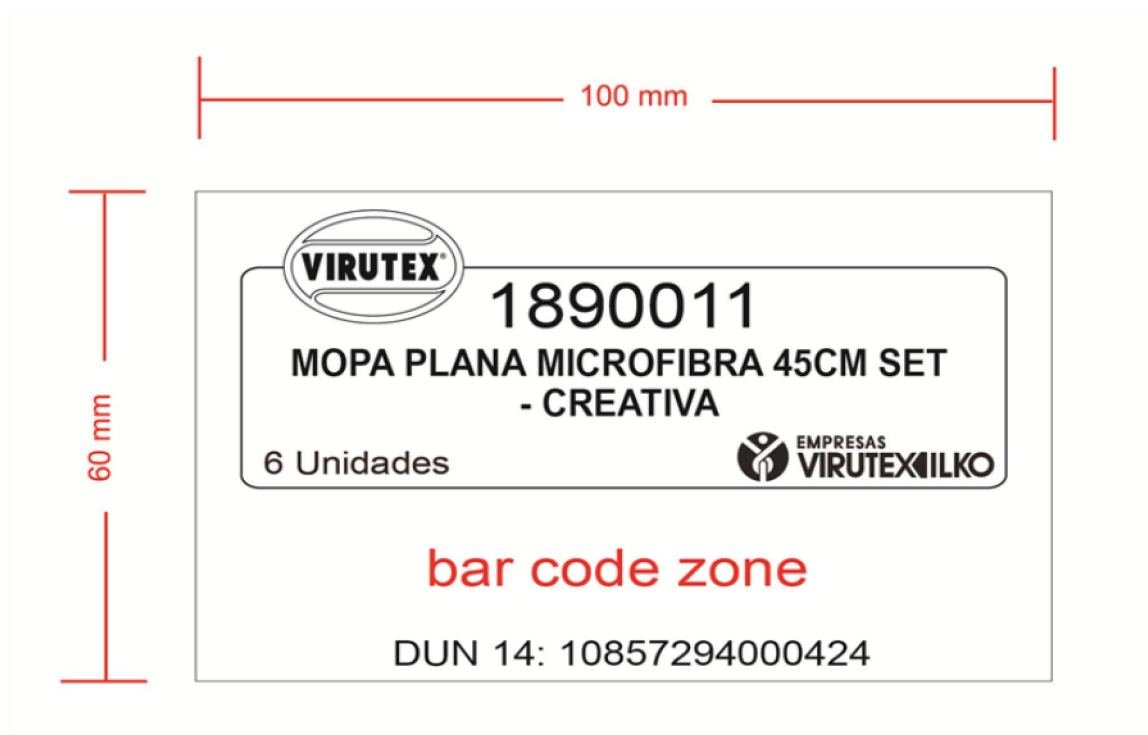 100 mm
60 mm
VIRUTEX®
1890011
MOPA PLANA MICROFIBRA 45CM SET
- CREATIVA
6 Unidades
EMPRESAS
VIRUTEX ILKO
bar code zone
DUN 14: 10857294000424